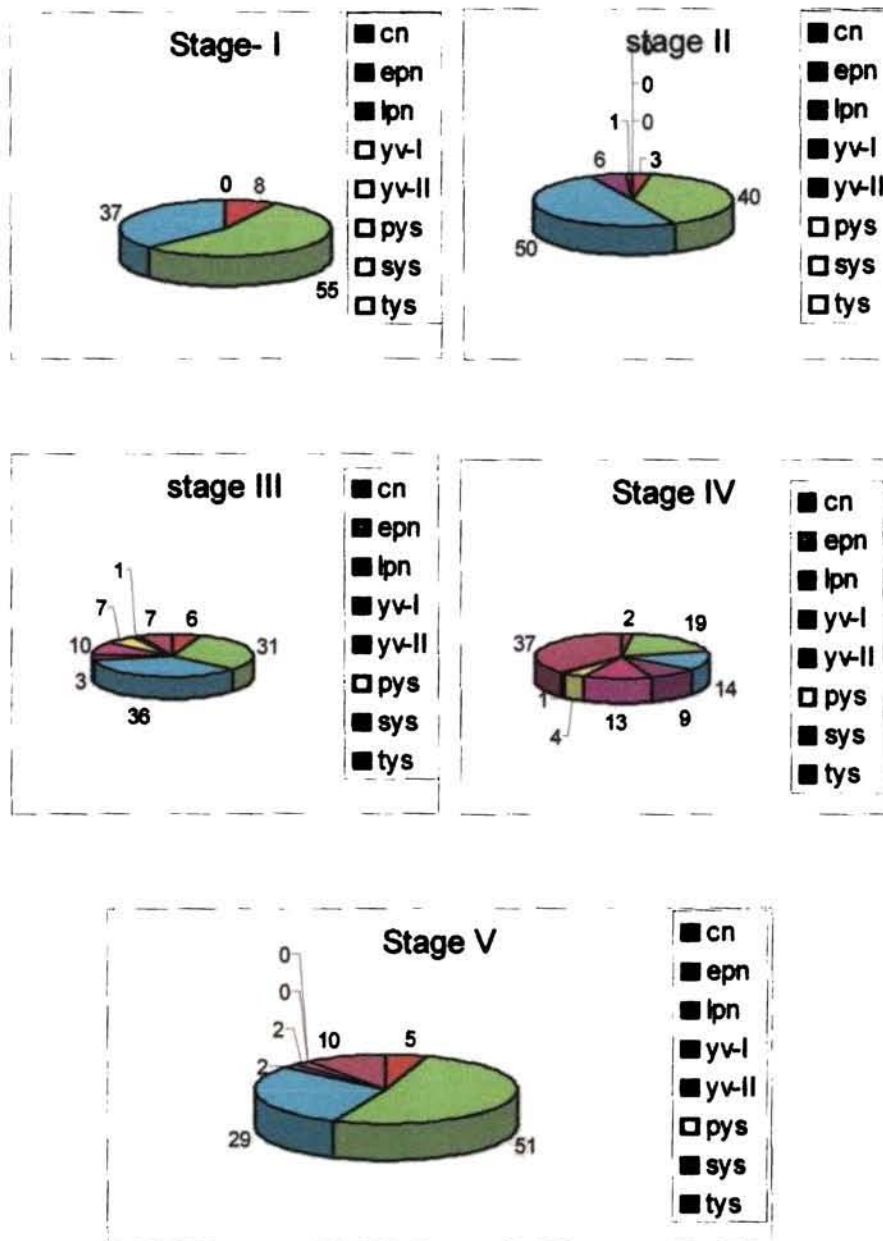 Stage- I
cn
epn
lpn
yv-I
yv-II
pys
sys
tys
0
8
37
55
stage II
cn
epn
lpn
yv-I
yv-II
pys
sys
tys
0
0
1
0
6
3
40
50
stage III
cn
epn
lpn
yv-I
yv-II
pys
sys
tys
1
7
7
6
10
31
3
36
Stage IV
cn
epn
lpn
yv-I
yv-II
pys
sys
tys
2
19
37
14
1
4
13
9
Stage V
cn
epn
lpn
yv-I
yv-II
pys
sys
tys
0
0
2
10
5
2
29
51